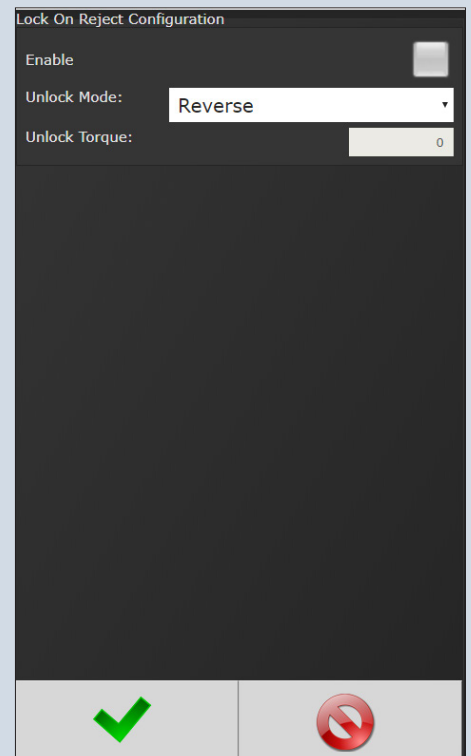 Lock On Reject Configuration
Enable
Unlock Mode: Reverse
Unlock Torque: 0